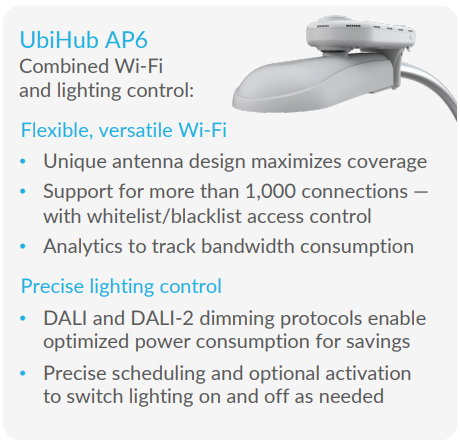 UbiHub AP6
Combined Wi-Fi
and lighting control:
Flexible, versatile Wi-Fi
• Unique antenna design maximizes coverage
• Support for more than 1,000 connections —
with whitelist/blacklist access control
• Analytics to track bandwidth consumption
Precise lighting control
• DALI and DALI-2 dimming protocols enable
optimized power consumption for savings
• Precise scheduling and optional activation
to switch lighting on and off as needed